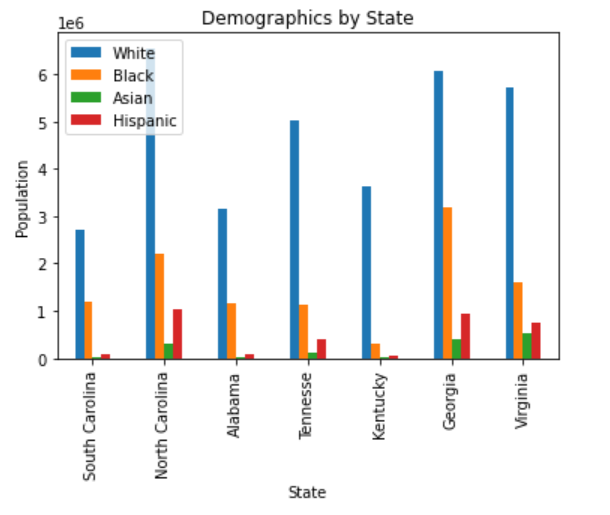 Demographics by State
1e6
White
Black
Asian
Hispanic
6
5
4
3
2
1
0
Population
South Carolina
North Carolina
Alabama
Tennesse
Kentucky
Georgia
Virginia
State